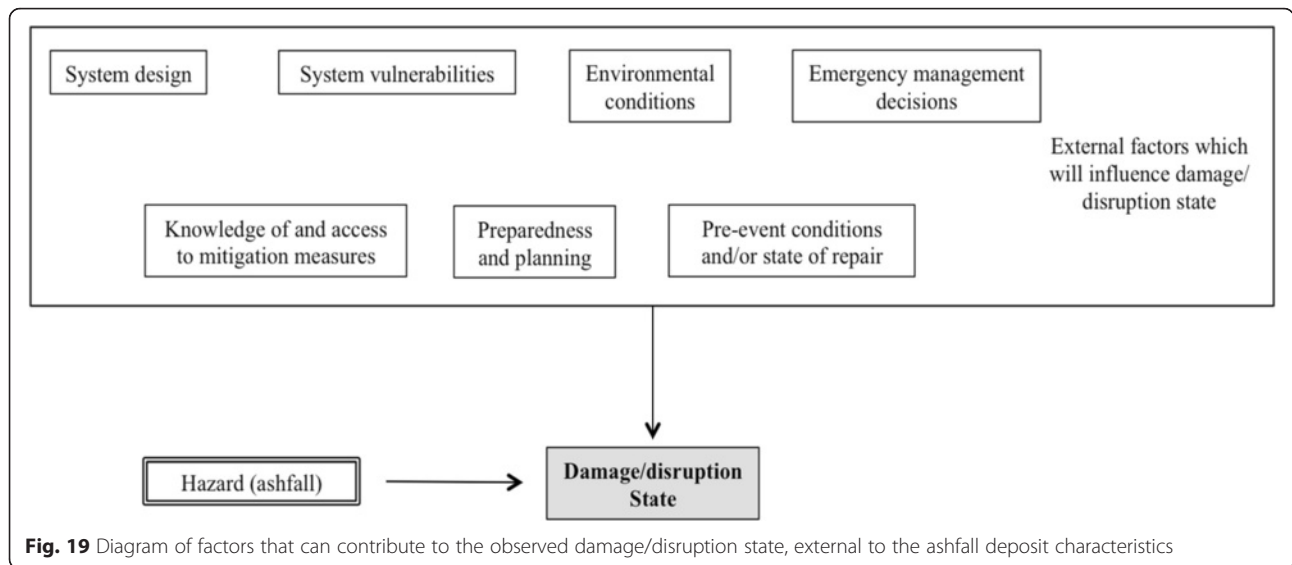 System design
System vulnerabilities
Environmental
conditions
Emergency management
decisions
External factors which
will influence damage/
disruption state
Knowledge of and access
to mitigation measures
Preparedness
and planning
Pre-event conditions
and/or state of repair
Hazard (ashfall)
Damage/disruption
State
Fig. 19 Diagram of factors that can contribute to the observed damage/disruption state, external to the ashfall deposit characteristics